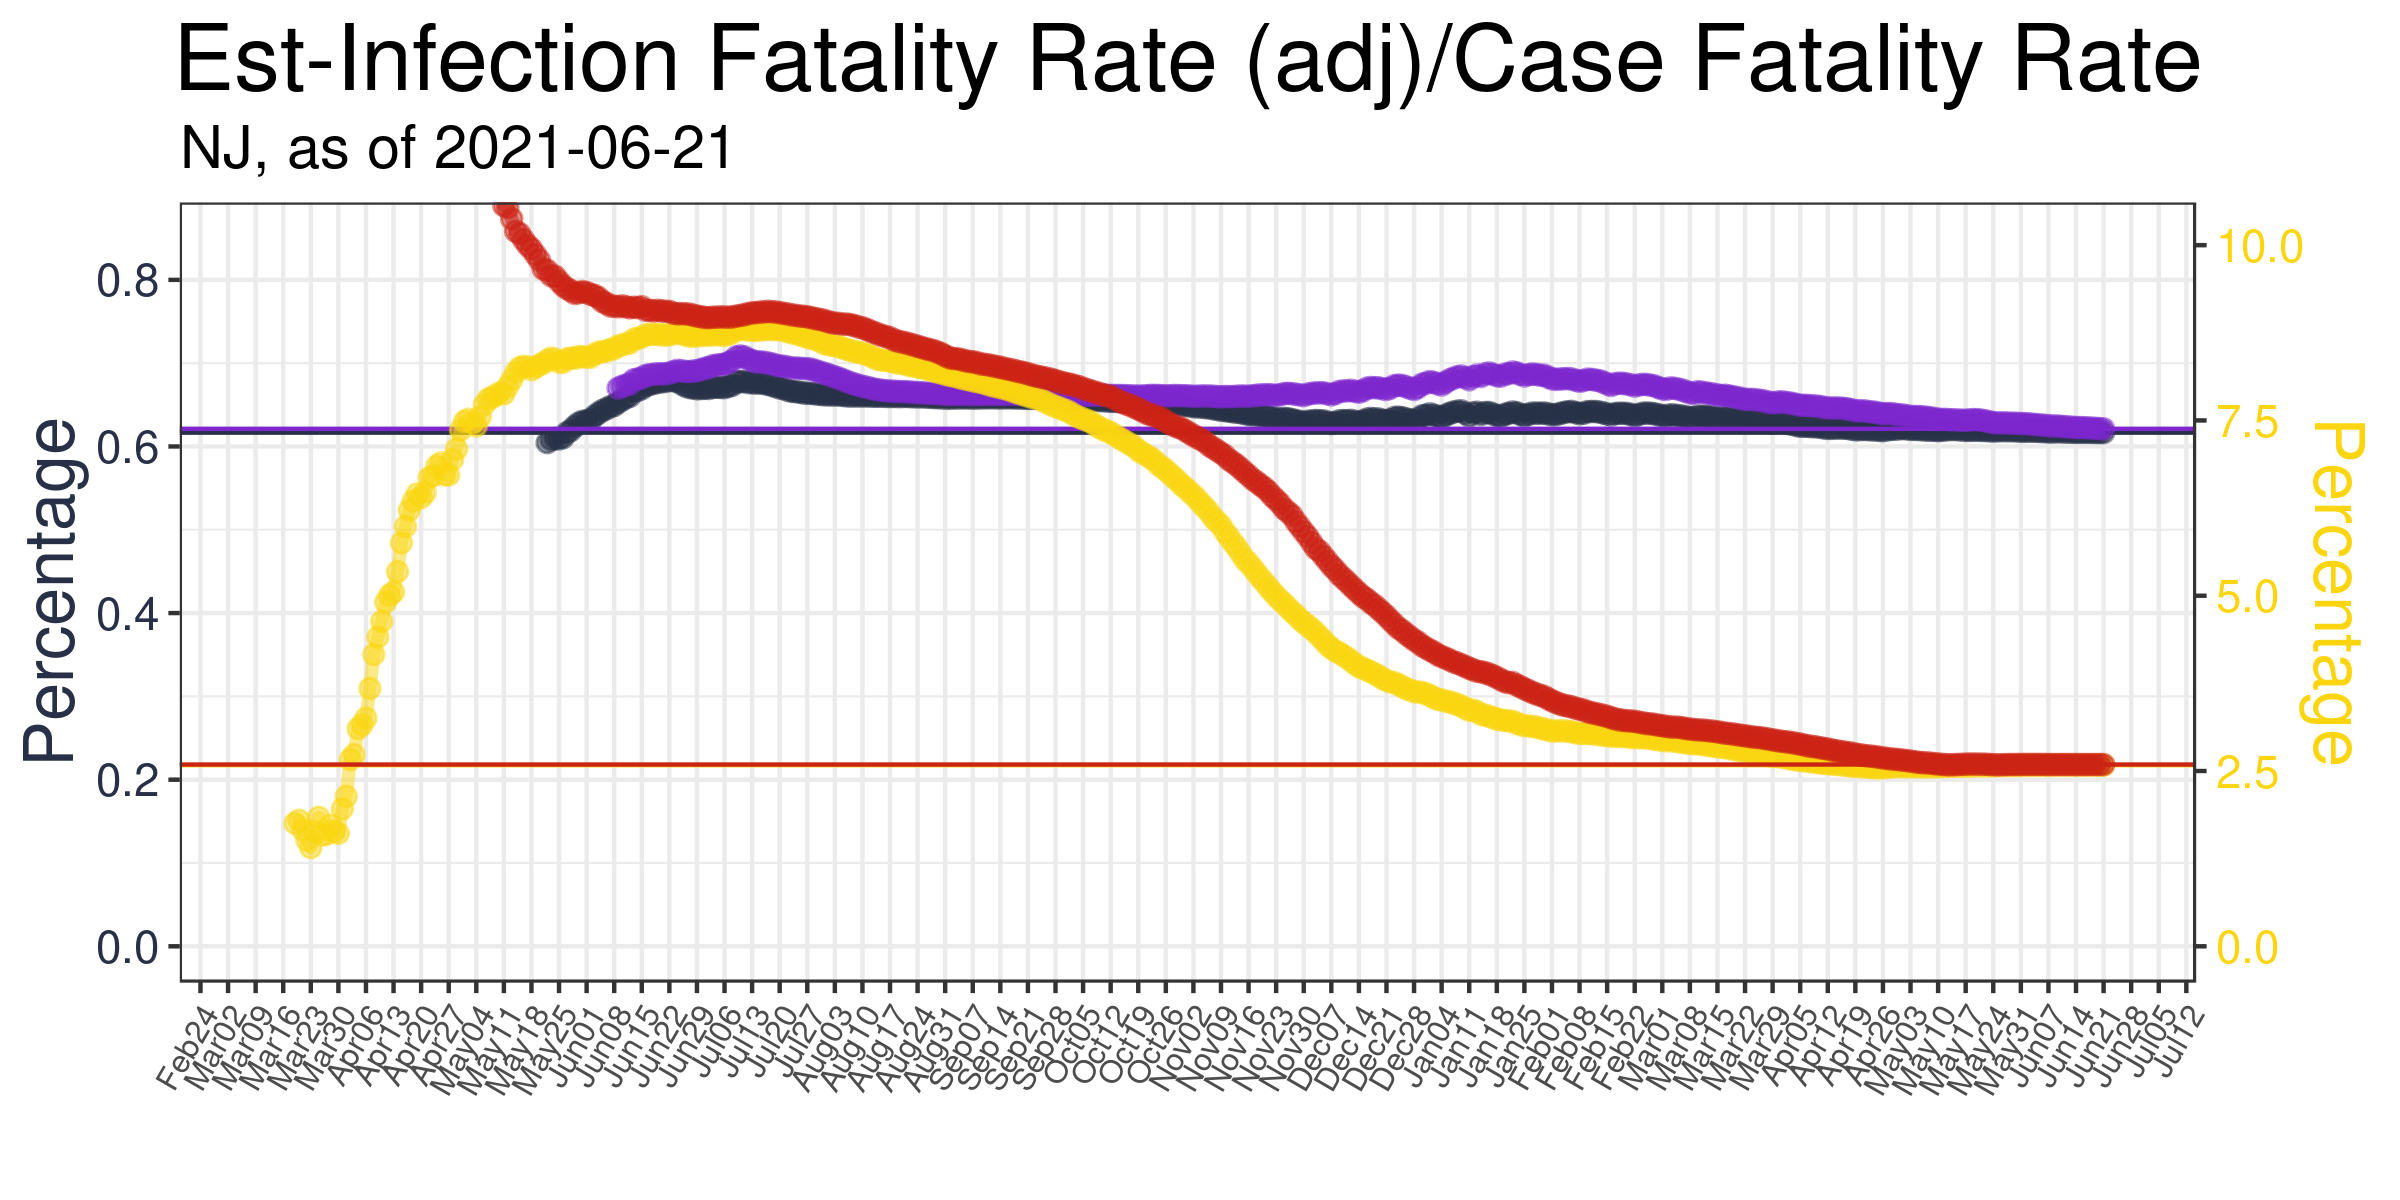 Est-Infection Fatality Rate (adj)/Case Fatality Rate
NJ, as of 2021-06-21
Percentage
0.8
0.6
0.4
0.2
0.0
10.0
7.5
5.0
2.5
0.0
Percentage
Feb24
Mar02
Mar09
Mar16
Mar23
Mar30
Apr06
Apr13
Apr20
Apr27
May04
May11
May18
May25
Jun01
Jun08
Jun15
Jun22
Jun29
Jul06
Jul13
Jul20
Jul27
Aug03
Aug10
Aug17
Aug24
Aug31
Sep07
Sep14
Sep21
Sep28
Oct05
Oct12
Oct19
Oct26
Nov02
Nov09
Nov16
Nov23
Nov30
Dec07
Dec14
Dec21
Dec28
Jan04
Jan11
Jan18
Jan25
Feb01
Feb08
Feb15
Feb22
Mar01
Mar08
Mar15
Mar22
Mar29
Apr05
Apr12
Apr19
Apr26
May03
May10
May17
May24
May31
Jun07
Jun14
Jun21
Jun28
Jul05
Jul12